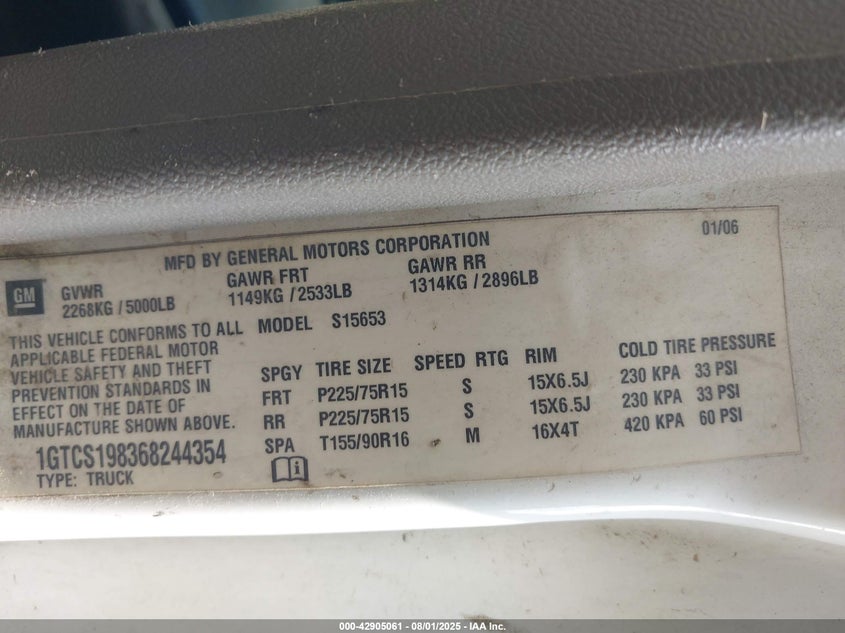 MFD BY GENERAL MOTORS CORPORATION 01/06
GM GVWR GAWR FRT GAWR RR
2268KG / 5000LB 1149KG / 2533LB 1314KG / 2896LB
THIS VEHICLE CONFORMS TO ALL MODEL S15653
APPLICABLE FEDERAL MOTOR
VEHICLE SAFETY AND THEFT SPGY TIRE SIZE SPEED RTG RIM COLD TIRE PRESSURE
PREVENTION STANDARDS IN FRT P225/75R15 S 15X6.5J 230 KPA 33 PSI
EFFECT ON THE DATE OF RR P225/75R15 S 15X6.5J 230 KPA 33 PSI
MANUFACTURE SHOWN ABOVE. SPA T155/90R16 M 16X4T 420 KPA 60 PSI
1GTCS198368244354
TYPE: TRUCK
000-42905061 - 08/01/2025 - IAA Inc.